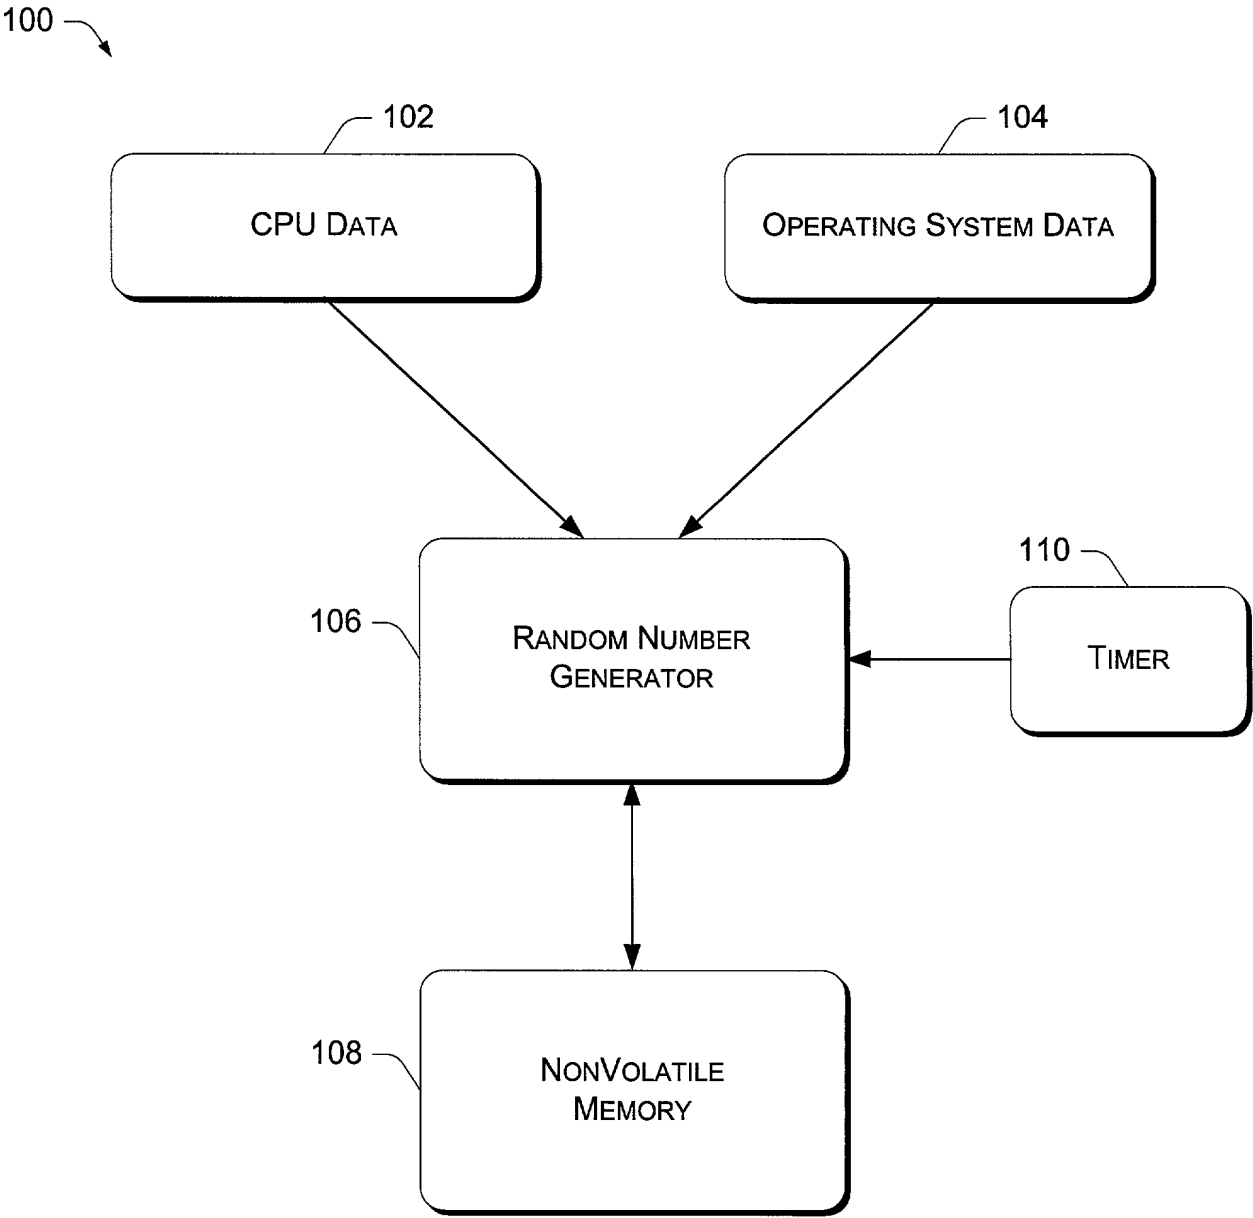 100
102
104
CPU DATA
OPERATING SYSTEM DATA
110
106
RANDOM NUMBER
GENERATOR
TIMER
108
NONVOLATILE
MEMORY